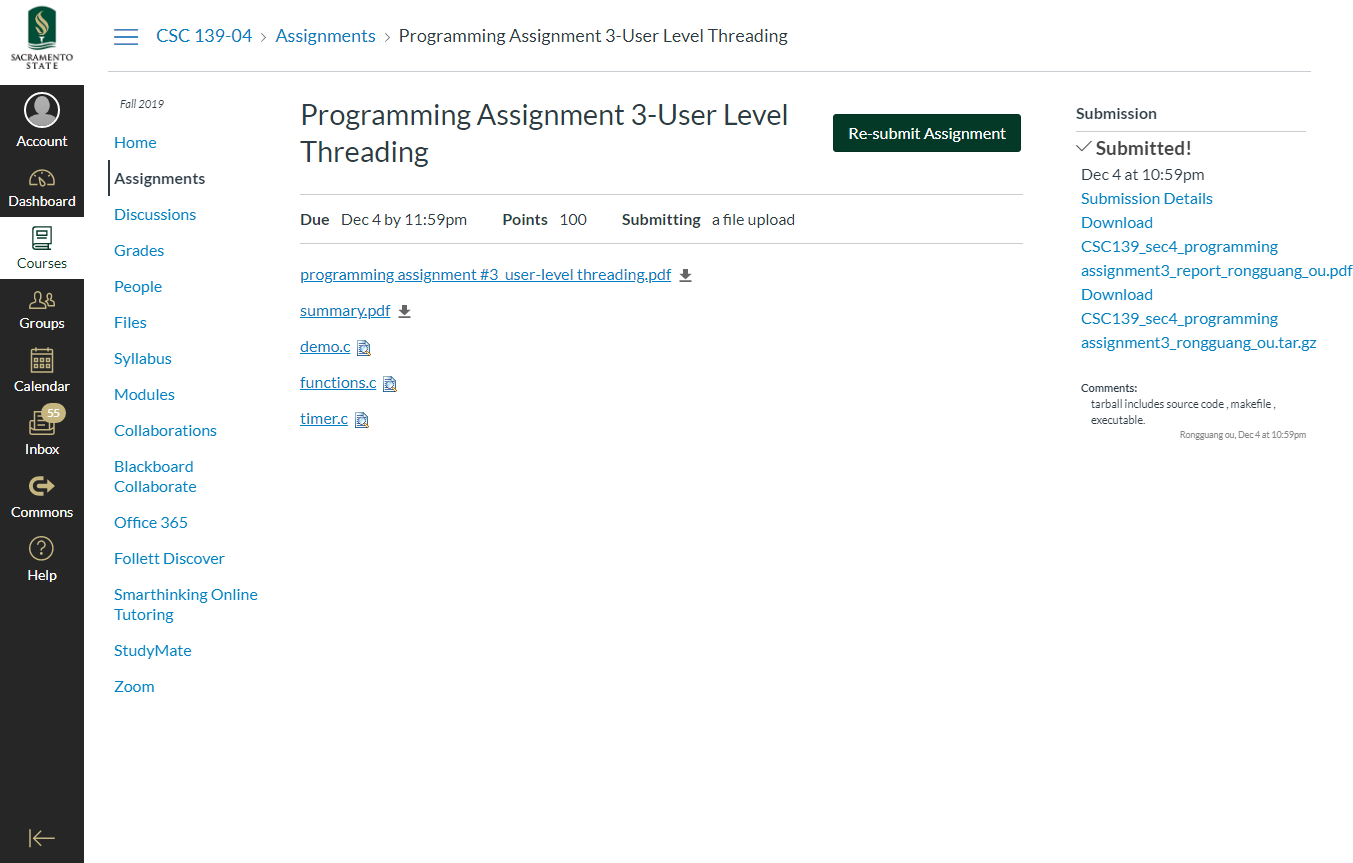 SACRAMENTO
STATE
Account
Dashboard
Courses
Groups
Calendar
55
Inbox
Commons
Help
CSC 139-04 › Assignments › Programming Assignment 3-User Level Threading
Fall 2019
Home
Assignments
Discussions
Grades
People
Files
Syllabus
Modules
Collaborations
Blackboard
Collaborate
Office 365
Follett Discover
Smarthinking Online
Tutoring
StudyMate
Zoom
Programming Assignment 3-User Level
Threading
Re-submit Assignment
Due Dec 4 by 11:59pm Points 100 Submitting a file upload
programming assignment #3_user-level threading.pdf
summary.pdf
demo.c
functions.c
timer.c
Submission
Submitted!
Dec 4 at 10:59pm
Submission Details
Download
CSC139_sec4_programming
assignment3_report_rongguang_ou.pdf
Download
CSC139_sec4_programming
assignment3_rongguang_ou.tar.gz
Comments:
tarball includes source code , makefile ,
executable.
Rongguang ou, Dec 4 at 10:59pm